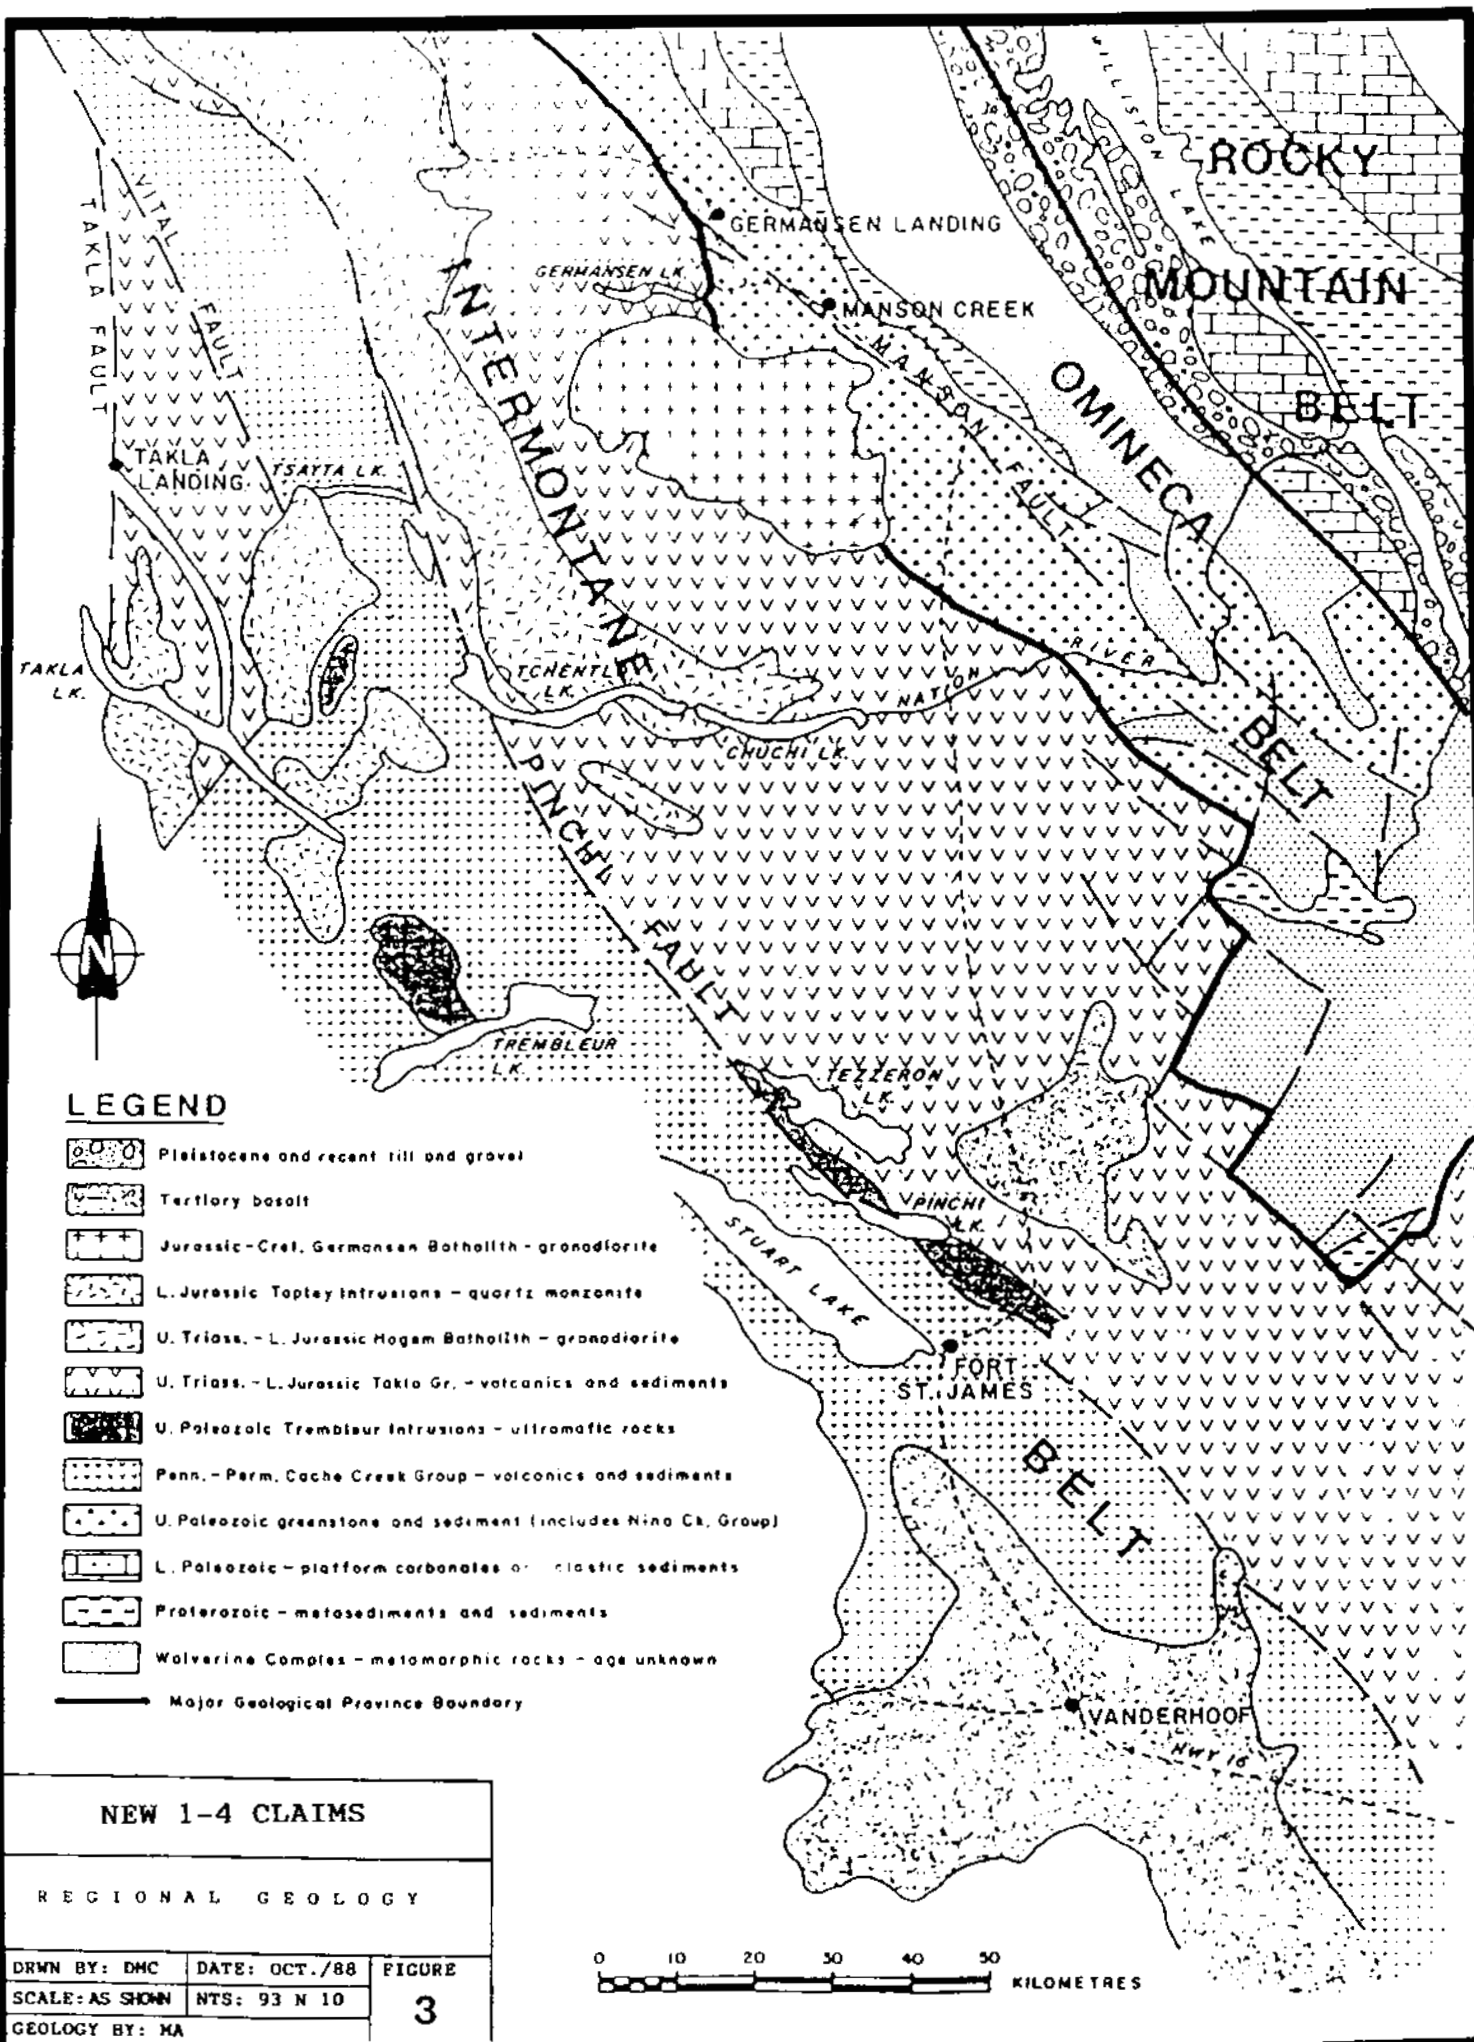 WILLISTON LAKE
ROCKY
MOUNTAIN
BELT
VITAL FAULT
TAKLA FAULT
GERMANSEN LANDING
GERMANSEN LK.
MANSON CREEK
MANSON FAULT
OMINECA
BELT
INTERMONTANE
TAKLA
LANDING
TSAYTA LK.
TAKLA
LK.
TCHENTLO
LK.
NATION RIVER
CHUCHI LK.
PINCHI FAULT
N
TREMBLEUR
LK.
TEZZERON
LK.
PINCHI
LK.
STUART LAKE
FORT
ST. JAMES
BELT
VANDERHOOF
HWY 16
LEGEND
Pleistocene and recent till and gravel
Tertiary basalt
Jurassic-Cret. Germansen Batholith - granodiorite
L. Jurassic Topley Intrusions - quartz monzonite
U. Triass. - L. Jurassic Hogem Batholith - granodiorite
U. Triass. - L. Jurassic Takla Gr. - volcanics and sediments
U. Paleozoic Trembleur Intrusions - ultramafic rocks
Penn. - Perm. Cache Creek Group - volcanics and sediments
U. Paleozoic greenstone and sediment (includes Nina Ck. Group)
L. Paleozoic - platform carbonates or clastic sediments
Proterozoic - metasediments and sediments
Wolverine Complex - metamorphic rocks - age unknown
Major Geological Province Boundary
NEW 1-4 CLAIMS
REGIONAL GEOLOGY
DRWN BY: DMC
DATE: OCT./88
FIGURE
SCALE: AS SHOWN
NTS: 93 N 10
3
GEOLOGY BY: MA
0 10 20 30 40 50
KILOMETRES